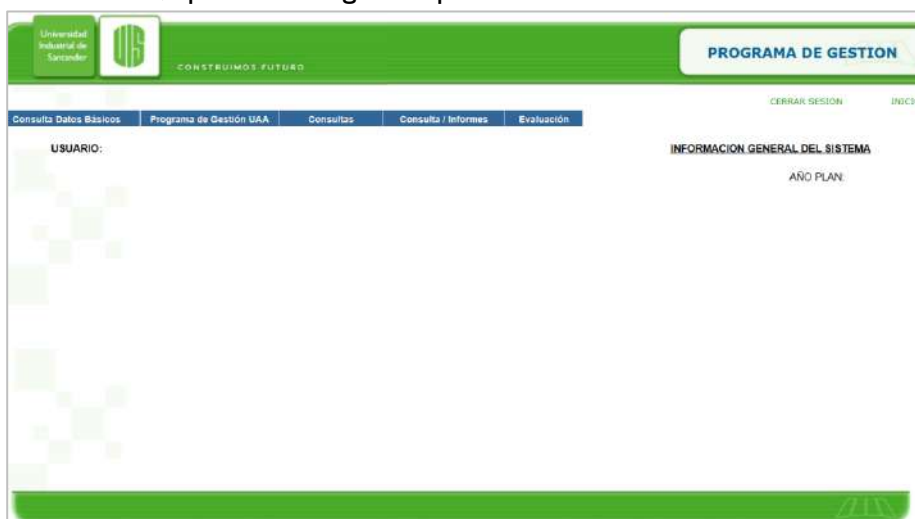 Universidad
Industrial de
Santander
CONSTRUIMOS FUTURO
PROGRAMA DE GESTION
CERRAR SESION INICI
Consulta Datos Básicos Programa de Gestión UAA Consultas Consulta / Informes Evaluación
USUARIO: INFORMACION GENERAL DEL SISTEMA
AÑO PLAN: